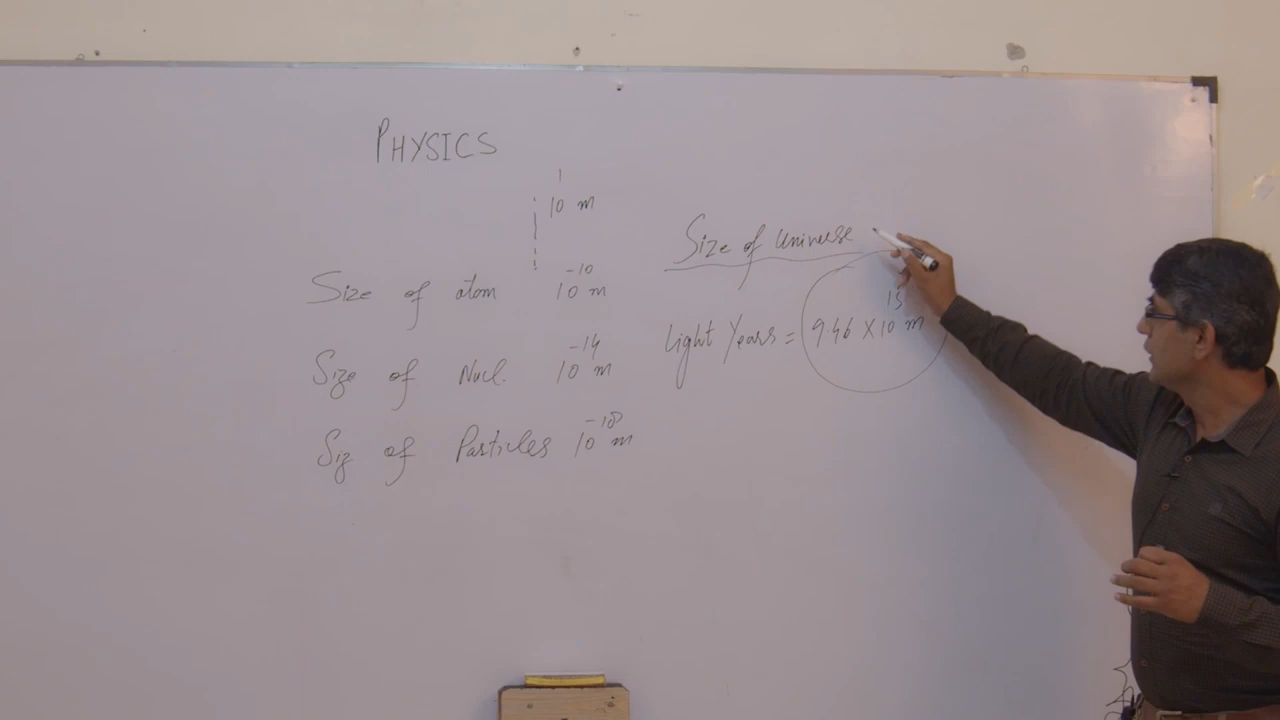 PHYSICS
1
10 m
Size of atom 10^-10 m
Size of Nucl. 10^-14 m
Siz of Particles 10^-18 m
Size of Universe
Light Years = 9.46 X 10^15 m